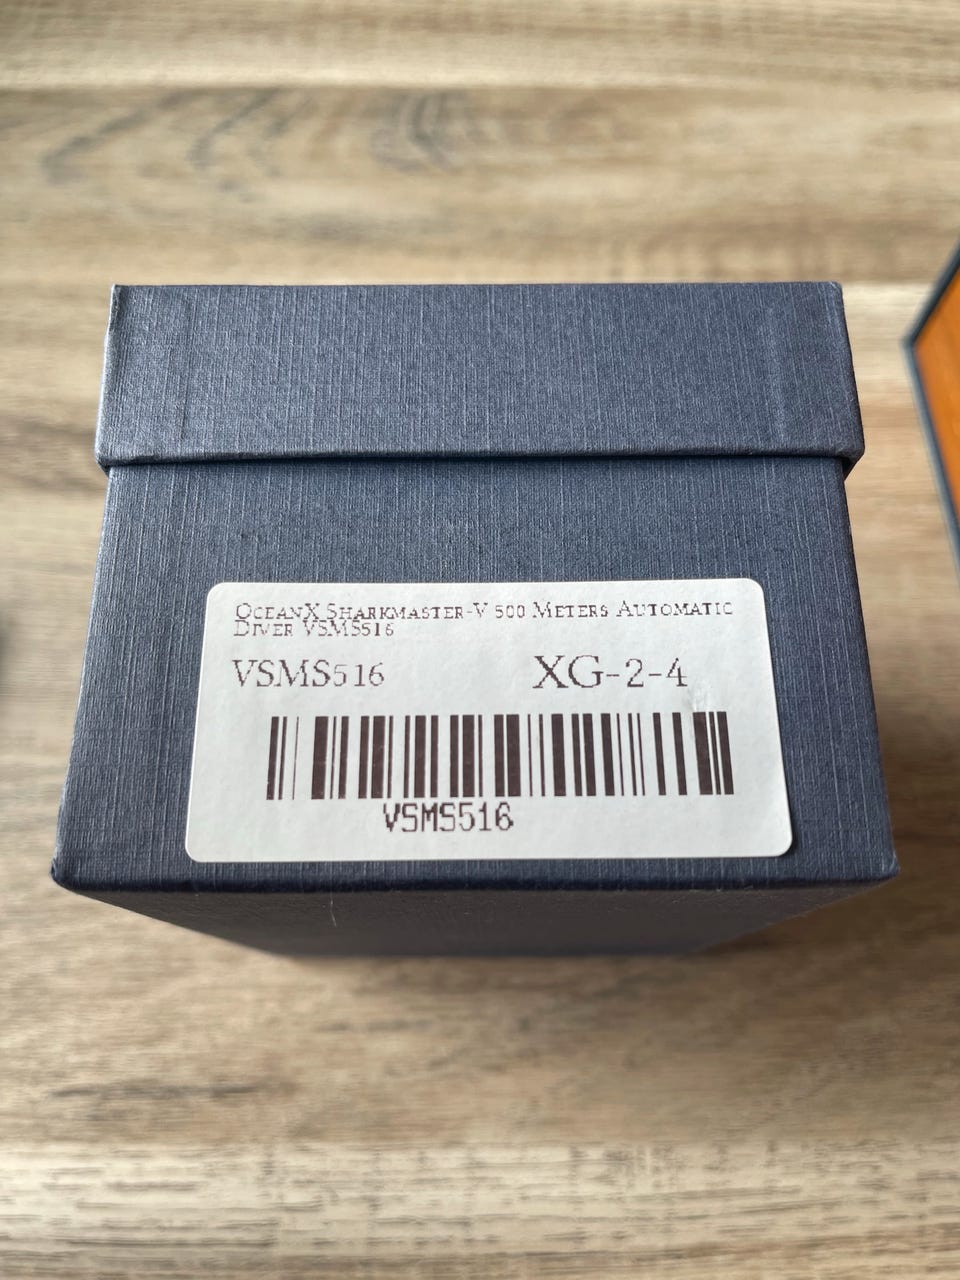 OceanX Sharkmaster-V 500 Meters Automatic
Diver VSMS516
VSMS516 XG-2-4
VSMS516